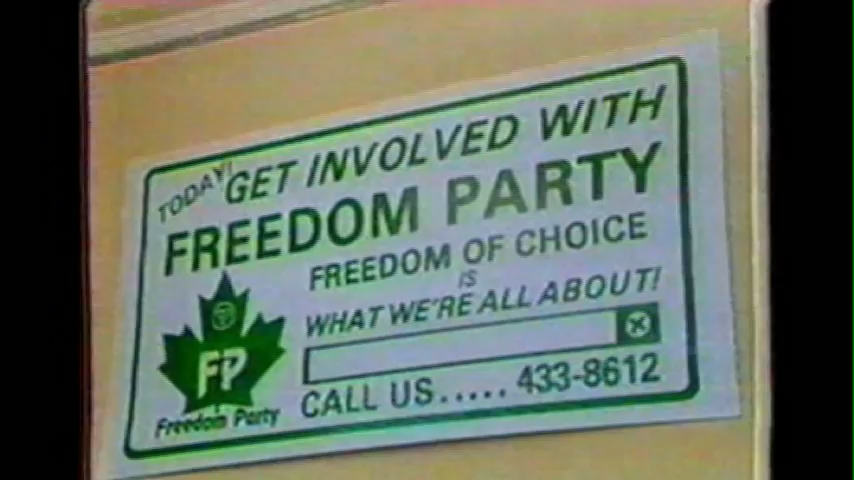 TODAY! GET INVOLVED WITH
FREEDOM PARTY
FREEDOM OF CHOICE
IS
WHAT WE'RE ALL ABOUT!
FP
Freedom Party
CALL US..... 433-8612